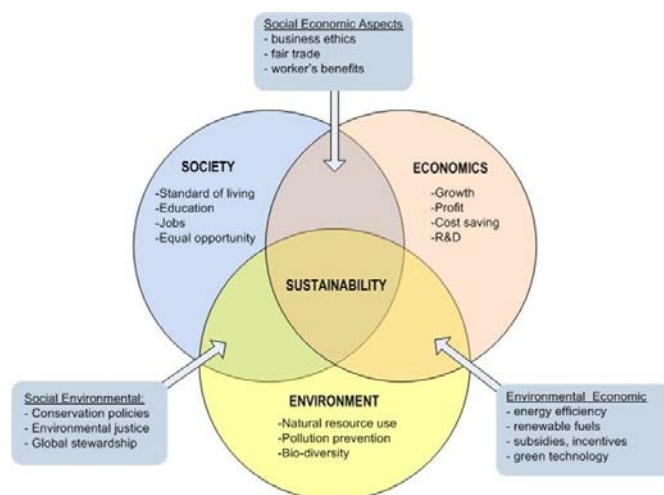 Social Economic Aspects
- business ethics
- fair trade
- worker's benefits
SOCIETY
-Standard of living
-Education
-Jobs
-Equal opportunity
ECONOMICS
-Growth
-Profit
-Cost saving
-R&D
SUSTAINABILITY
Social Environmental:
- Conservation policies
- Environmental justice
- Global stewardship
ENVIRONMENT
-Natural resource use
-Pollution prevention
-Bio-diversity
Environmental Economic
- energy efficiency
- renewable fuels
- subsidies, incentives
- green technology